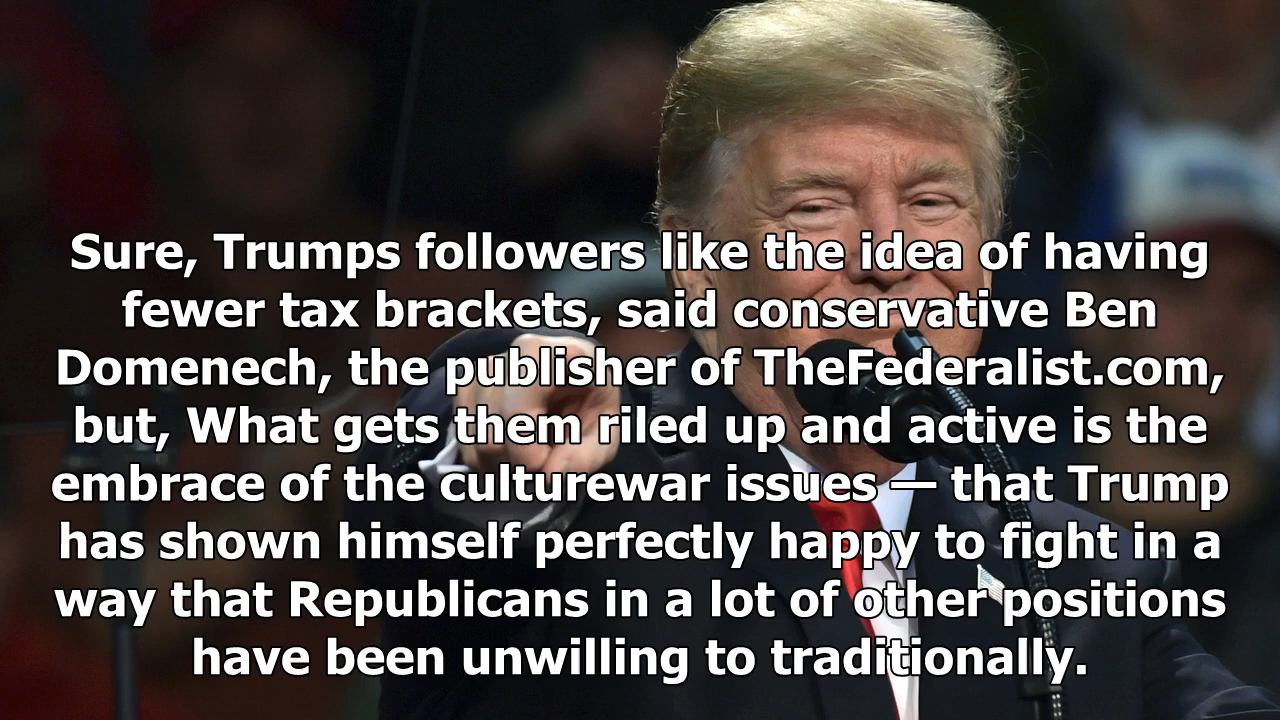 Sure, Trumps followers like the idea of having
fewer tax brackets, said conservative Ben
Domenech, the publisher of TheFederalist.com,
but, What gets them riled up and active is the
embrace of the culturewar issues — that Trump
has shown himself perfectly happy to fight in a
way that Republicans in a lot of other positions
have been unwilling to traditionally.